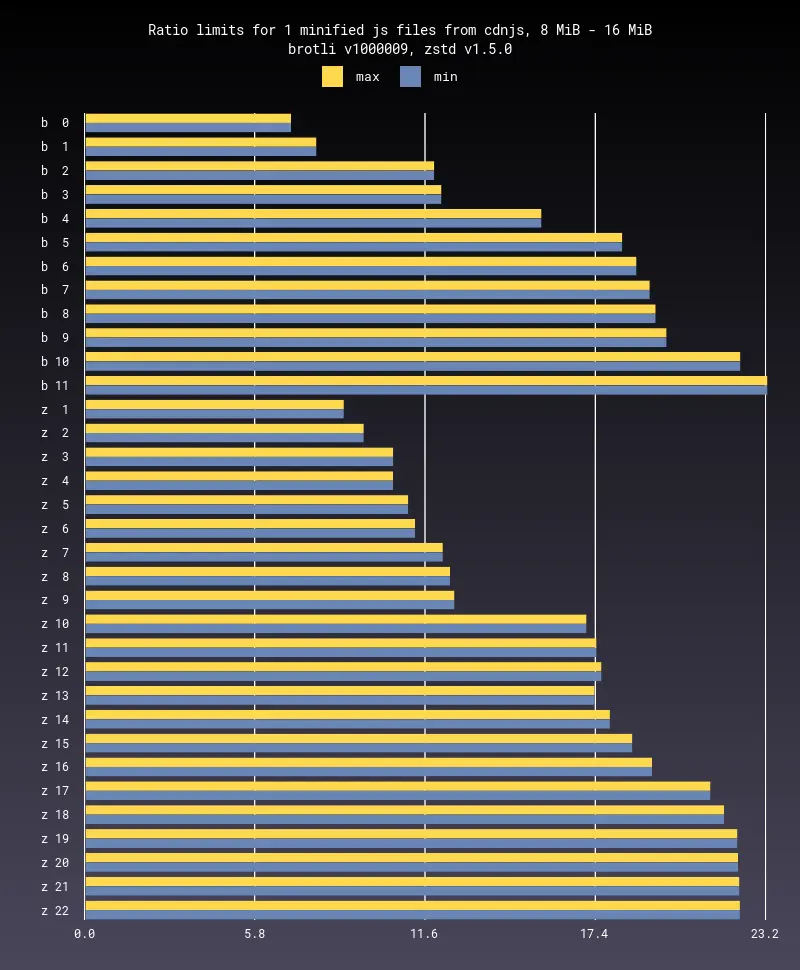 Ratio limits for 1 minified js files from cdnjs, 8 MiB - 16 MiB
brotli v1000009, zstd v1.5.0
max min
b 0
b 1
b 2
b 3
b 4
b 5
b 6
b 7
b 8
b 9
b 10
b 11
z 1
z 2
z 3
z 4
z 5
z 6
z 7
z 8
z 9
z 10
z 11
z 12
z 13
z 14
z 15
z 16
z 17
z 18
z 19
z 20
z 21
z 22
0.0 5.8 11.6 17.4 23.2